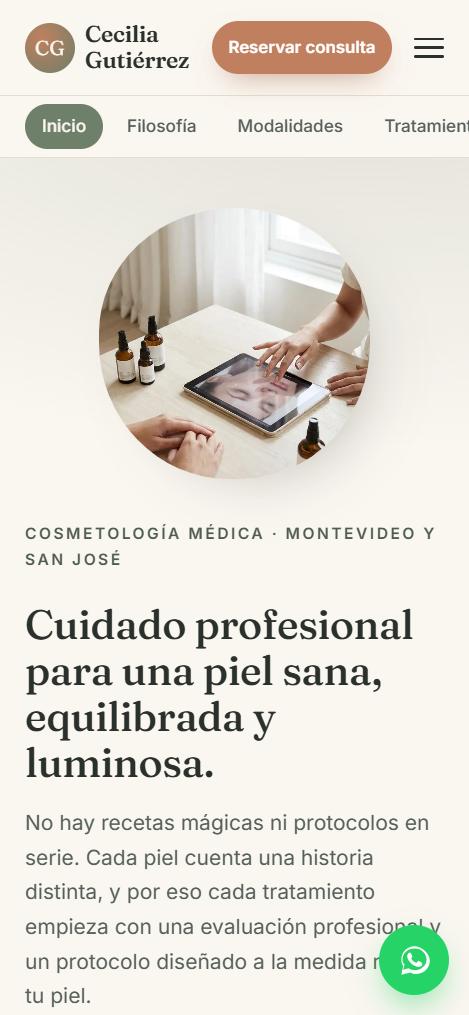 CG
Cecilia
Gutiérrez
Reservar consulta
Inicio
Filosofía
Modalidades
Tratamient
COSMETOLOGÍA MÉDICA · MONTEVIDEO Y
SAN JOSÉ
Cuidado profesional
para una piel sana,
equilibrada y
luminosa.
No hay recetas mágicas ni protocolos en
serie. Cada piel cuenta una historia
distinta, y por eso cada tratamiento
empieza con una evaluación profesional y
un protocolo diseñado a la medida
tu piel.